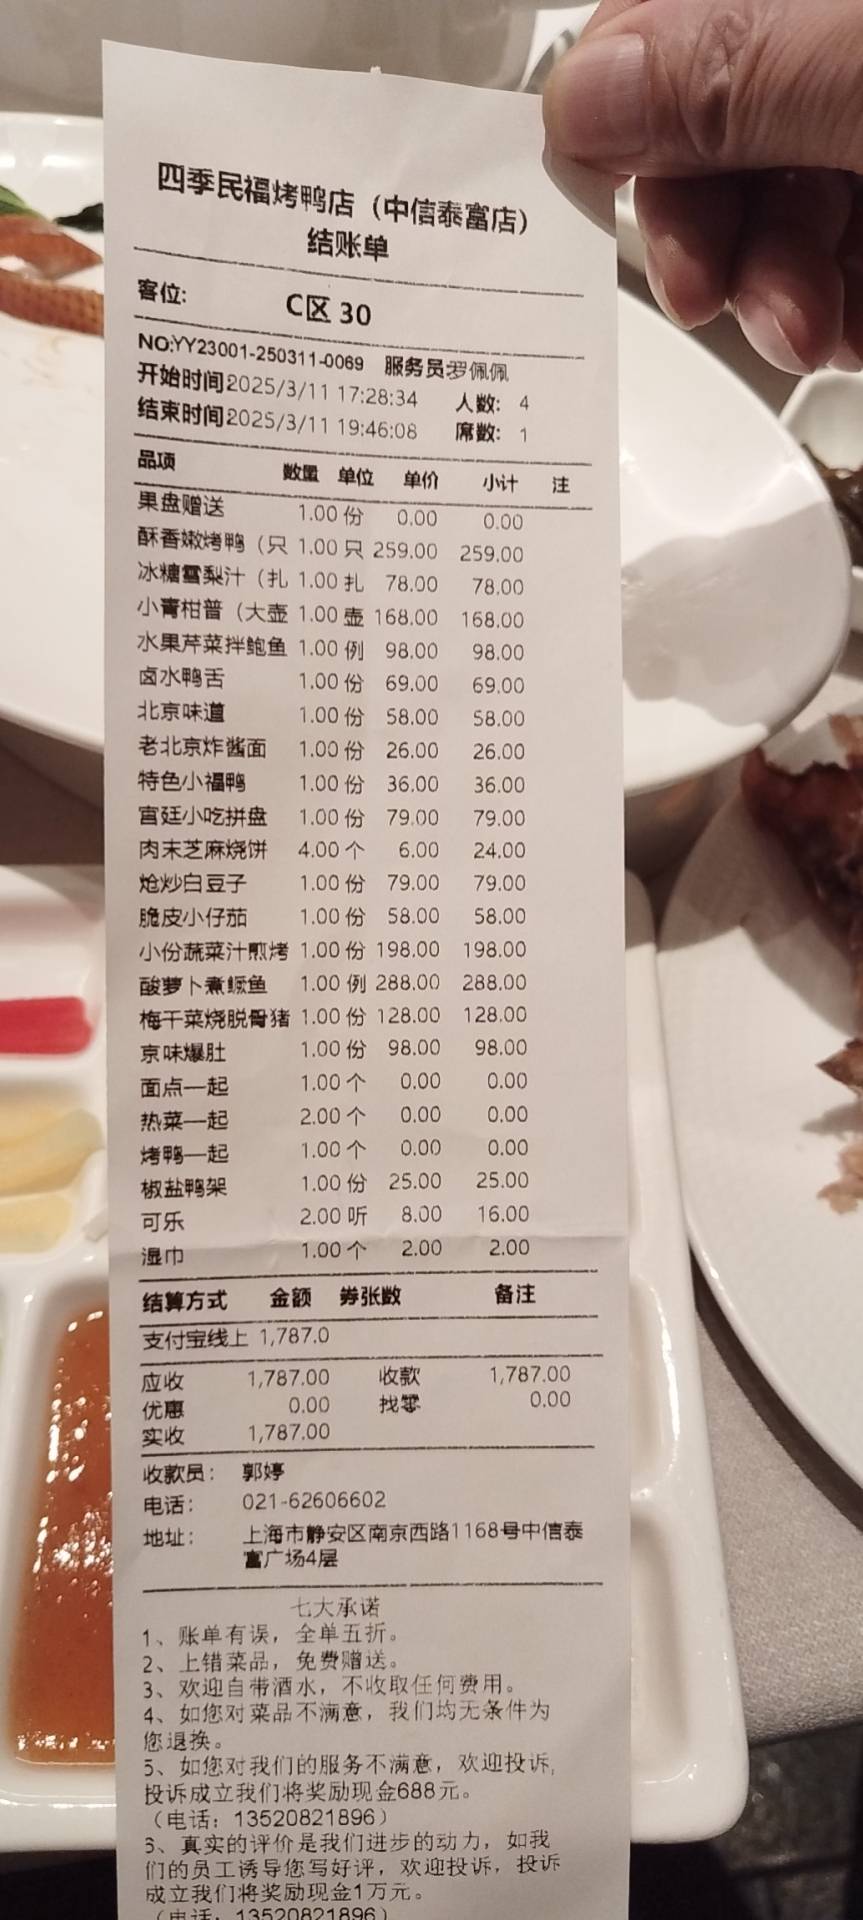 四季民福烤鸭店（中信泰富店）
结账单
客位: C区 30
NO:YY23001-250311-0069 服务员:罗佩佩
开始时间2025/3/11 17:28:34 人数: 4
结束时间2025/3/11 19:46:08 席数: 1
品项 数量 单位 单价 小计 注
果盘赠送 1.00 份 0.00 0.00
酥香嫩烤鸭（只 1.00 只 259.00 259.00
冰糖雪梨汁（扎 1.00 扎 78.00 78.00
小青柑普（大壶 1.00 壶 168.00 168.00
水果芹菜拌鲍鱼 1.00 例 98.00 98.00
卤水鸭舌 1.00 份 69.00 69.00
北京味道 1.00 份 58.00 58.00
老北京炸酱面 1.00 份 26.00 26.00
特色小福鸭 1.00 份 36.00 36.00
宫廷小吃拼盘 1.00 份 79.00 79.00
肉末芝麻烧饼 4.00 个 6.00 24.00
炝炒白豆子 1.00 份 79.00 79.00
脆皮小仔茄 1.00 份 58.00 58.00
小份蔬菜汁煎烤 1.00 份 198.00 198.00
酸萝卜煮鳜鱼 1.00 例 288.00 288.00
梅干菜烧脱骨猪 1.00 份 128.00 128.00
京味爆肚 1.00 份 98.00 98.00
面点一起 1.00 个 0.00 0.00
热菜一起 2.00 个 0.00 0.00
烤鸭一起 1.00 个 0.00 0.00
椒盐鸭架 1.00 份 25.00 25.00
可乐 2.00 听 8.00 16.00
湿巾 1.00 个 2.00 2.00
结算方式 金额 券张数 备注
支付宝线上 1,787.0
应收 1,787.00 收款 1,787.00
优惠 0.00 找零 0.00
实收 1,787.00
收款员: 郭婷
电话: 021-62606602
地址: 上海市静安区南京西路1168号中信泰
富广场4层
七大承诺
1、账单有误，全单五折。
2、上错菜品，免费赠送。
3、欢迎自带酒水，不收取任何费用。
4、如您对菜品不满意，我们均无条件为
您退换。
5、如您对我们的服务不满意，欢迎投诉,
投诉成立我们将奖励现金688元。
（电话：13520821896）
6、真实的评价是我们进步的动力，如我
们的员工诱导您写好评，欢迎投诉，投诉
成立我们将奖励现金1万元。
（电话：13520821896）